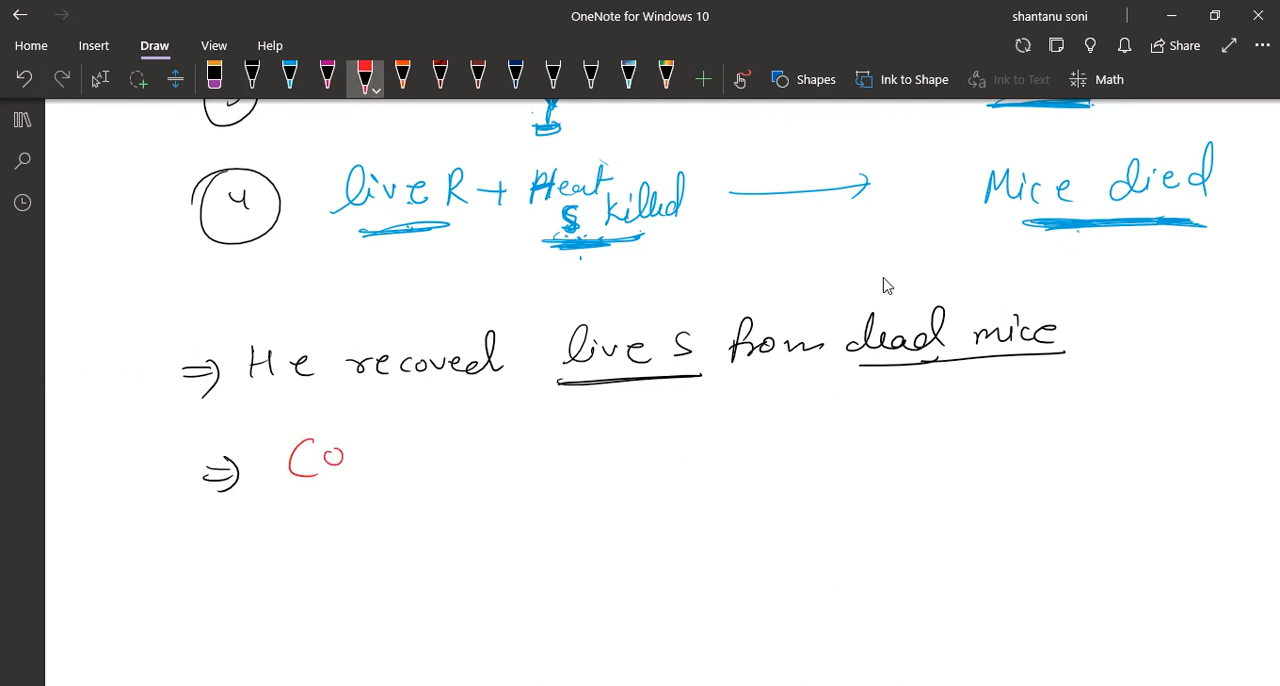 OneNote for Windows 10
shantanu soni
Home Insert Draw View Help
Share
Shapes Ink to Shape Ink to Text Math
4 live R + Heat killed Mice died
S
⇒ He recoved live S from dead mice
⇒ Co